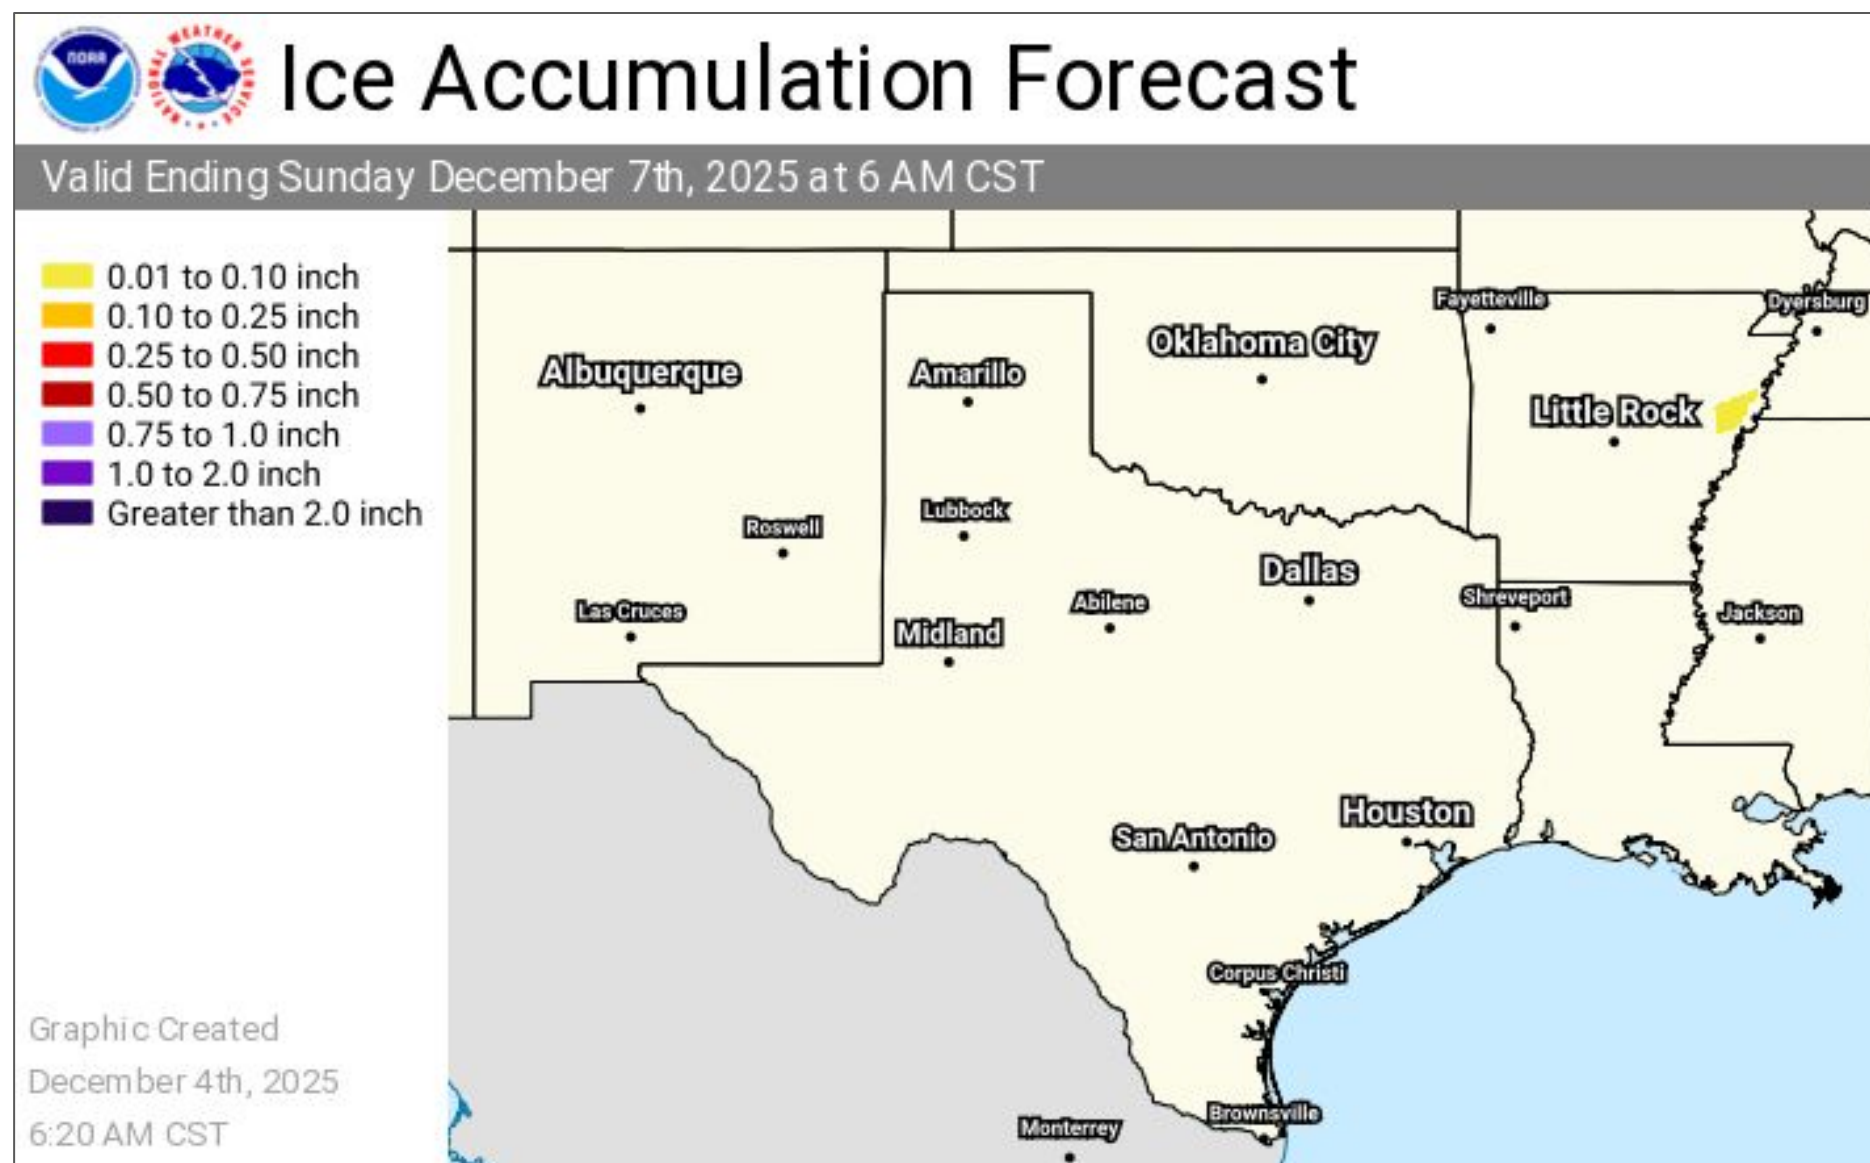 NOAA
NATIONAL WEATHER SERVICE
Ice Accumulation Forecast
Valid Ending Sunday December 7th, 2025 at 6 AM CST
0.01 to 0.10 inch
0.10 to 0.25 inch
0.25 to 0.50 inch
0.50 to 0.75 inch
0.75 to 1.0 inch
1.0 to 2.0 inch
Greater than 2.0 inch
Fayetteville
Dyersburg
Oklahoma City
Albuquerque
Amarillo
Little Rock
Lubbock
Roswell
Dallas
Shreveport
Abilene
Las Cruces
Jackson
Midland
Houston
San Antonio
Corpus Christi
Brownsville
Monterrey
Graphic Created
December 4th, 2025
6:20 AM CST